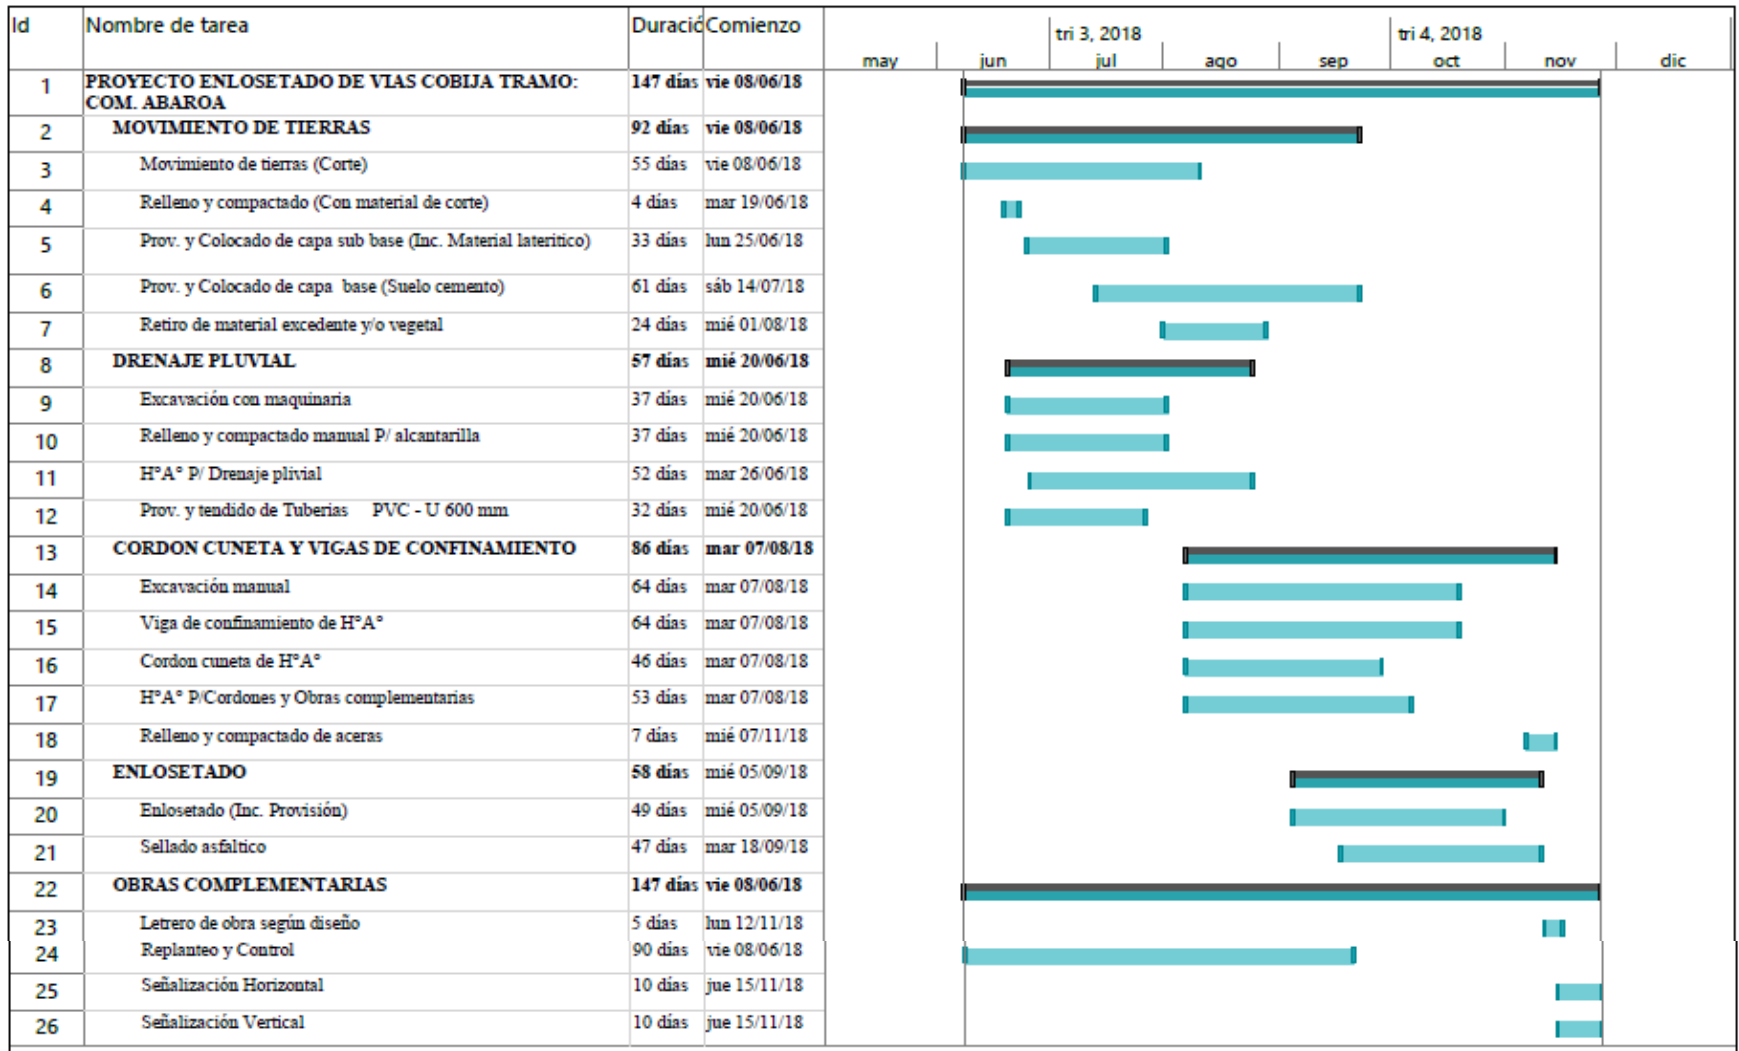 Id Nombre de tarea Duració Comienzo
tri 3, 2018 tri 4, 2018
may jun jul ago sep oct nov dic
1 PROYECTO ENLOSETADO DE VIAS COBIJA TRAMO: 147 días vie 08/06/18
COM. ABAROA
2 MOVIMIENTO DE TIERRAS 92 días vie 08/06/18
3 Movimiento de tierras (Corte) 55 días vie 08/06/18
4 Relleno y compactado (Con material de corte) 4 días mar 19/06/18
5 Prov. y Colocado de capa sub base (Inc. Material lateritico) 33 días lun 25/06/18
6 Prov. y Colocado de capa base (Suelo cemento) 61 días sáb 14/07/18
7 Retiro de material excedente y/o vegetal 24 días mié 01/08/18
8 DRENAJE PLUVIAL 57 días mié 20/06/18
9 Excavación con maquinaria 37 días mié 20/06/18
10 Relleno y compactado manual P/ alcantarilla 37 días mié 20/06/18
11 H°A° P/ Drenaje plivial 52 días mar 26/06/18
12 Prov. y tendido de Tuberias PVC - U 600 mm 32 días mié 20/06/18
13 CORDON CUNETA Y VIGAS DE CONFINAMIENTO 86 días mar 07/08/18
14 Excavación manual 64 días mar 07/08/18
15 Viga de confinamiento de H°A° 64 días mar 07/08/18
16 Cordon cuneta de H°A° 46 días mar 07/08/18
17 H°A° P/Cordones y Obras complementarias 53 días mar 07/08/18
18 Relleno y compactado de aceras 7 días mié 07/11/18
19 ENLOSETADO 58 días mié 05/09/18
20 Enlosetado (Inc. Provisión) 49 días mié 05/09/18
21 Sellado asfaltico 47 días mar 18/09/18
22 OBRAS COMPLEMENTARIAS 147 días vie 08/06/18
23 Letrero de obra según diseño 5 días lun 12/11/18
24 Replanteo y Control 90 días vie 08/06/18
25 Señalización Horizontal 10 días jue 15/11/18
26 Señalización Vertical 10 días jue 15/11/18